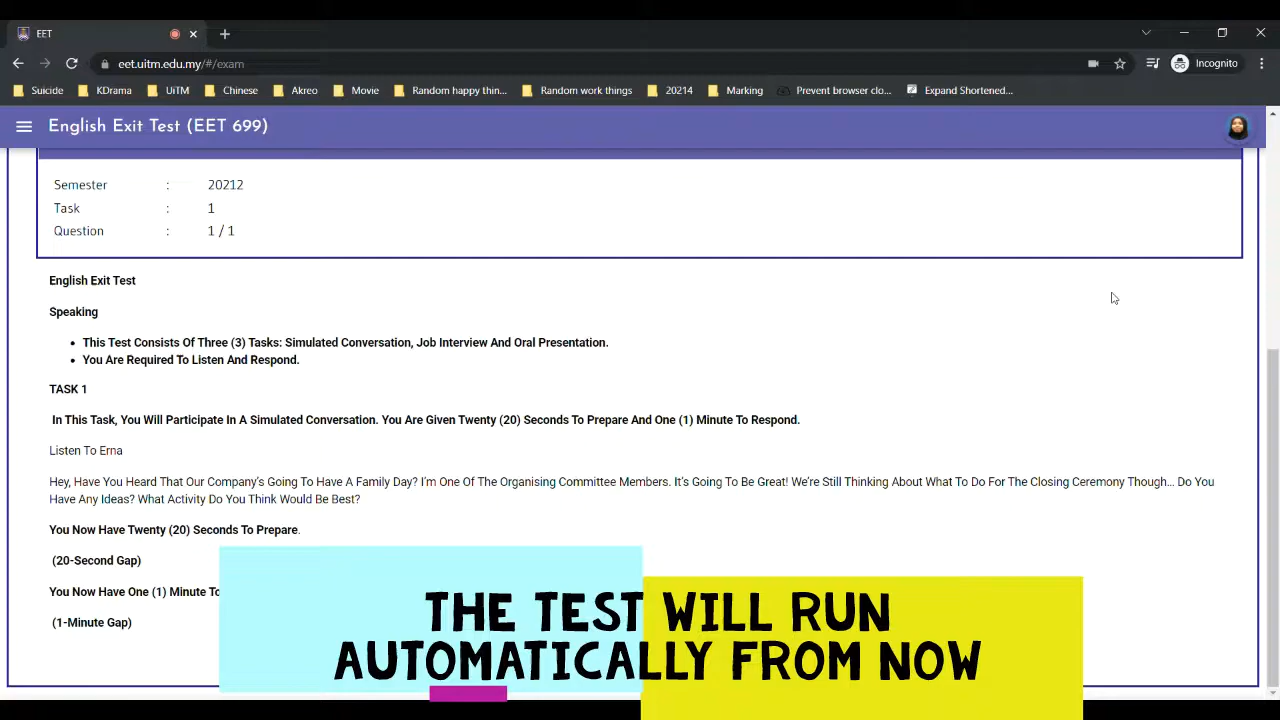 EET
eet.uitm.edu.my/#/exam
Incognito
Suicide
KDrama
UiTM
Chinese
Akreo
Movie
Random happy thin...
Random work things
20214
Marking
Prevent browser clo...
Expand Shortened...
English Exit Test (EET 699)
Semester : 20212
Task : 1
Question : 1 / 1
English Exit Test
Speaking
• This Test Consists Of Three (3) Tasks: Simulated Conversation, Job Interview And Oral Presentation.
• You Are Required To Listen And Respond.
TASK 1
In This Task, You Will Participate In A Simulated Conversation. You Are Given Twenty (20) Seconds To Prepare And One (1) Minute To Respond.
Listen To Erna
Hey, Have You Heard That Our Company's Going To Have A Family Day? I'm One Of The Organising Committee Members. It's Going To Be Great! We're Still Thinking About What To Do For The Closing Ceremony Though... Do You
Have Any Ideas? What Activity Do You Think Would Be Best?
You Now Have Twenty (20) Seconds To Prepare.
(20-Second Gap)
You Now Have One (1) Minute To
(1-Minute Gap)
THE TEST WILL RUN
AUTOMATICALLY FROM NOW